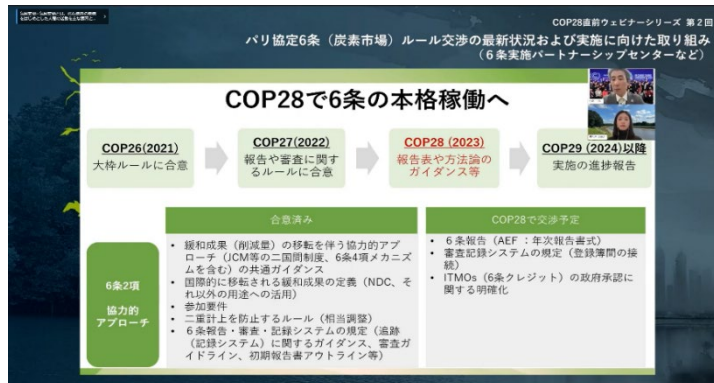 COP28直前ウェビナーシリーズ 第2回
パリ協定6条（炭素市場）ルール交渉の最新状況および実施に向けた取り組み
（６条実施パートナーシップセンターなど）
COP28で6条の本格稼働へ
COP26(2021)
大枠ルールに合意
COP27(2022)
報告や審査に関す
るルールに合意
COP28 (2023)
報告表や方法論の
ガイダンス等
COP29 (2024)以降
実施の進捗報告
合意済み
COP28で交渉予定
6条2項
協力的
アプローチ
• 緩和成果（削減量）の移転を伴う協力的アプ
ローチ（JCM等の二国間制度、6条4項メカニズ
ムを含む）の共通ガイダンス
• 国際的に移転される緩和成果の定義（NDC、そ
れ以外の用途への活用）
• 参加要件
• 二重計上を防止するルール（相当調整）
• ６条報告・審査・記録システムの規定（追跡
（記録システム）に関するガイダンス、審査ガ
イドライン、初期報告書アウトライン等）
• ６条報告（AEF ：年次報告書式）
• 審査記録システムの規定（登録簿間の接
続）
• ITMOs（6条クレジット）の政府承認に
関する明確化